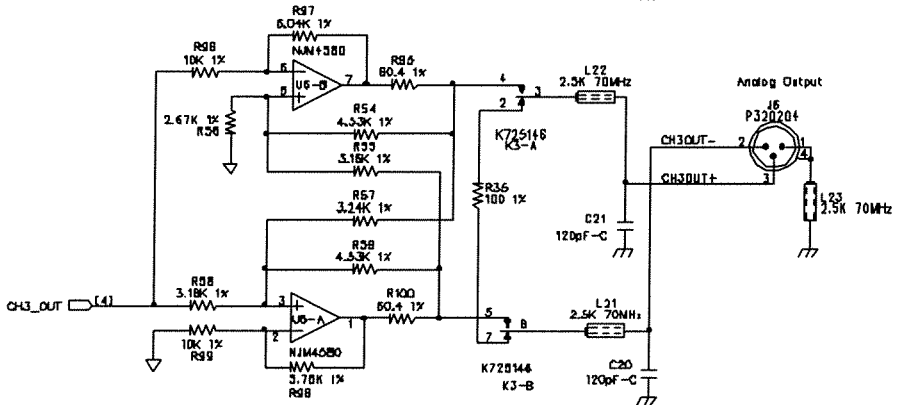 R97
6.04K 1%
NJM4580
R98
10K 1%
6
7
U6-B
5
R95
60.4 1%
2.67K 1%
R56
R54
4.53K 1%
R55
3.16K 1%
R57
3.24K 1%
R59
4.53K 1%
4
3
2
K725146
K3-A
R36
100 1%
L22
2.5K 70MHz
Analog Output
J6
P320204
CH3OUT-
2
1
4
CH3OUT+
3
L23
2.5K 70MHz
C21
120pF-C
CH3_OUT
[4]
R58
3.16K 1%
3
U6-A
1
2
R100
60.4 1%
10K 1%
R99
NJM4580
5.76K 1%
R98
5
8
7
K725144
K3-B
L21
2.5K 70MHz
C20
120pF-C